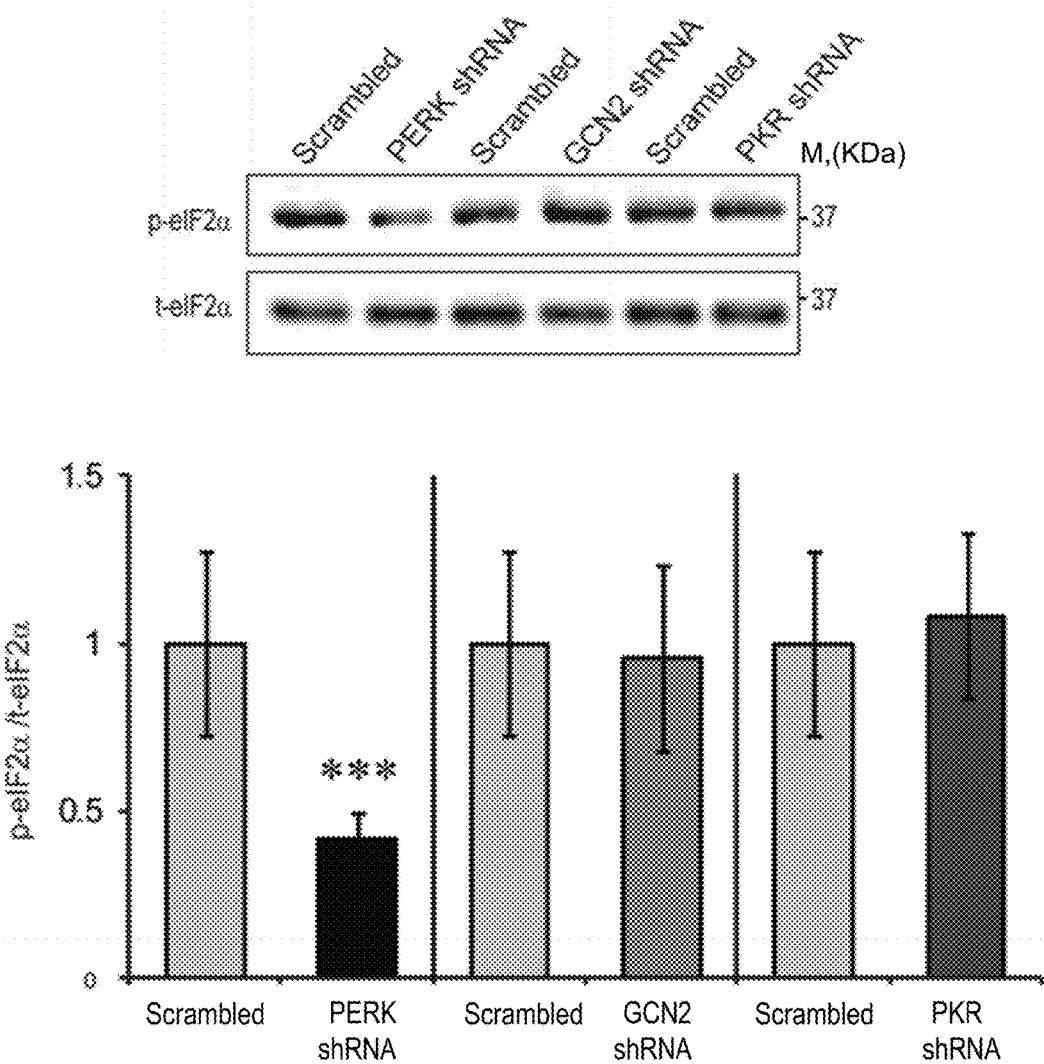 Scrambled PERK shRNA Scrambled GCN2 shRNA Scrambled PKR shRNA M,(KDa)
p-eIF2α 37
t-eIF2α 37
1.5
1
0.5
0
p-eIF2α /t-eIF2α
***
Scrambled PERK Scrambled GCN2 Scrambled PKR
shRNA shRNA shRNA